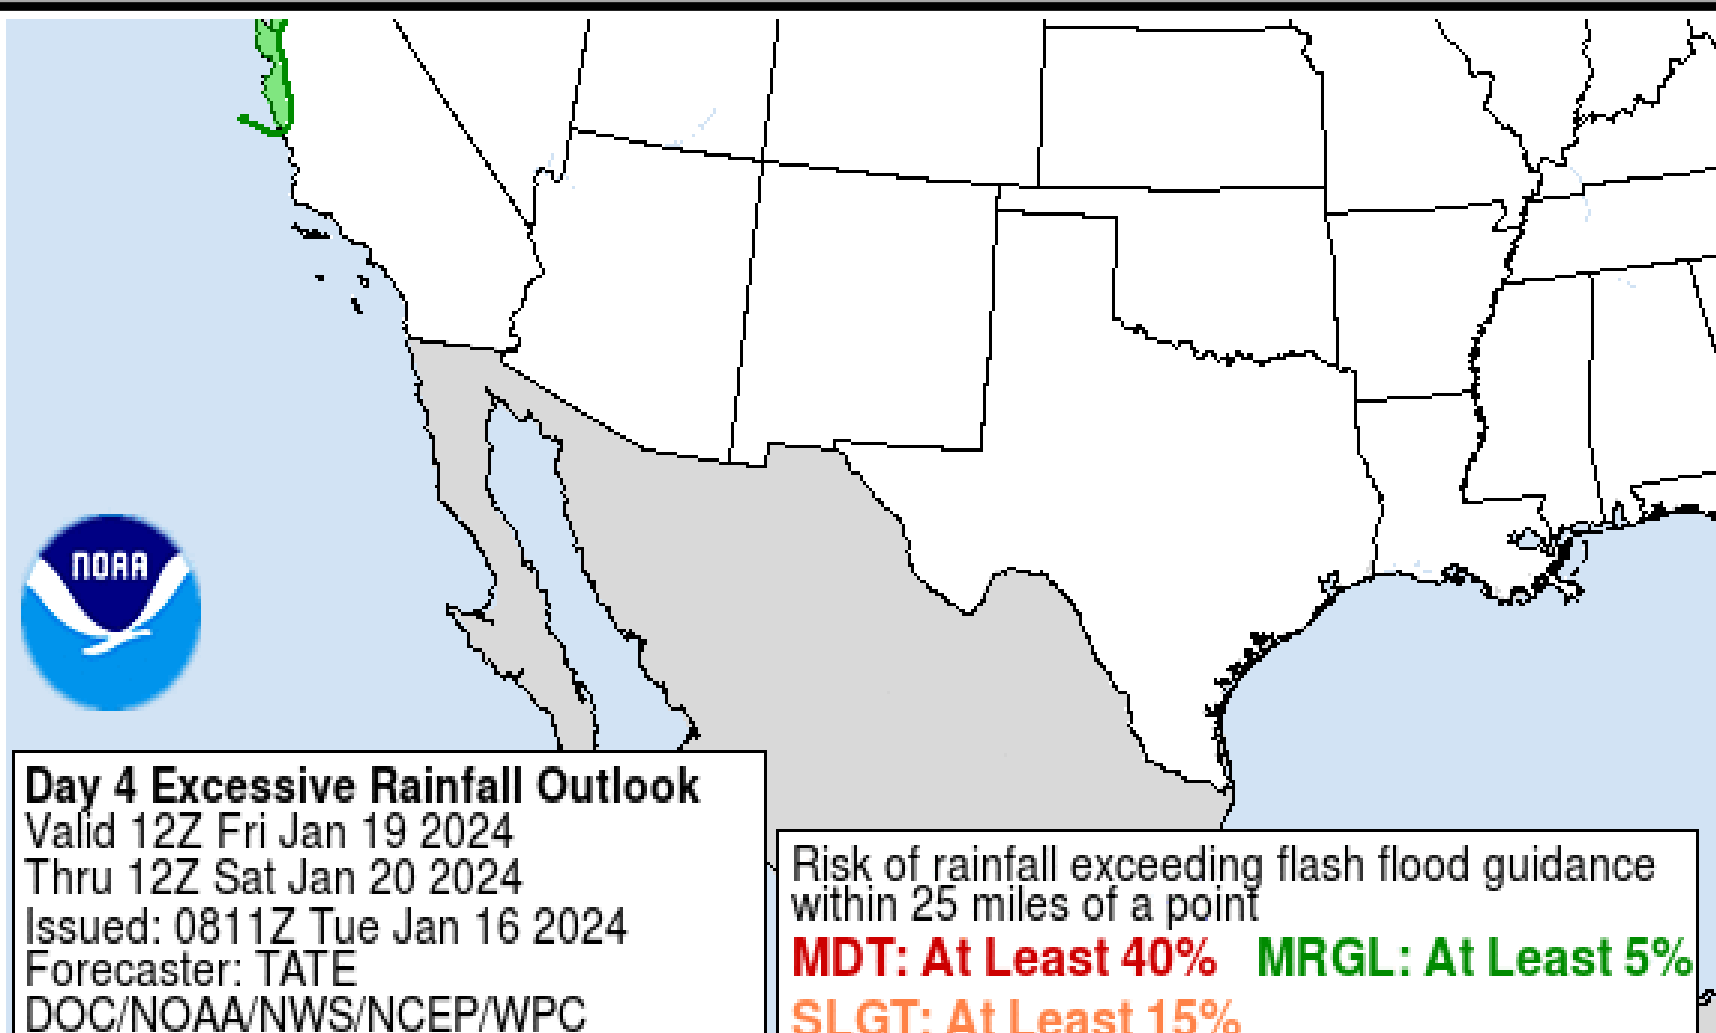 NOAA
Day 4 Excessive Rainfall Outlook
Valid 12Z Fri Jan 19 2024
Thru 12Z Sat Jan 20 2024
Issued: 0811Z Tue Jan 16 2024
Forecaster: TATE
DOC/NOAA/NWS/NCEP/WPC
Risk of rainfall exceeding flash flood guidance
within 25 miles of a point
MDT: At Least 40% MRGL: At Least 5%
SLGT: At Least 15%